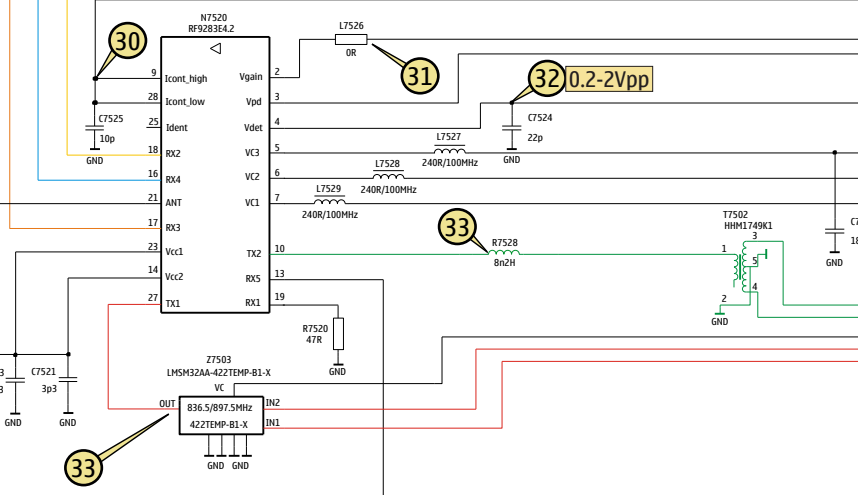 N7520
RF9283E4.2
30
L7526
0R
31
32 0.2-2Vpp
9 Icont_high
Vgain 2
28 Icont_low
Vpd 3
C7525
10p
GND
25 Ident
Vdet 4
C7524
22p
GND
18 RX2
VC3 5
L7527
240R/100MHz
16 RX4
VC2 6
L7528
240R/100MHz
21 ANT
VC1 7
L7529
240R/100MHz
17 RX3
33
T7502
HHM1749K1
3
1
5
4
2
GND
GND
23 Vcc1
TX2 10
R7528
8n2H
14 Vcc2
RX5 13
27 TX1
RX1 19
R7520
47R
GND
Z7503
LMSM32AA-422TEMP-B1-X
VC
3
C7521
3p3
GND
GND
OUT
836.5/897.5MHz
422TEMP-B1-X
IN2
IN1
GND GND
33